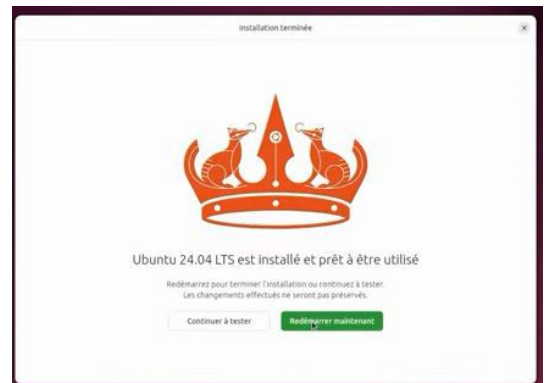 Installation terminée
Ubuntu 24.04 LTS est installé et prêt à être utilisé
Redémarrez pour terminer l'installation ou continuez à tester.
Les changements effectués ne seront pas préservés.
Continuer à tester
Redémarrer maintenant